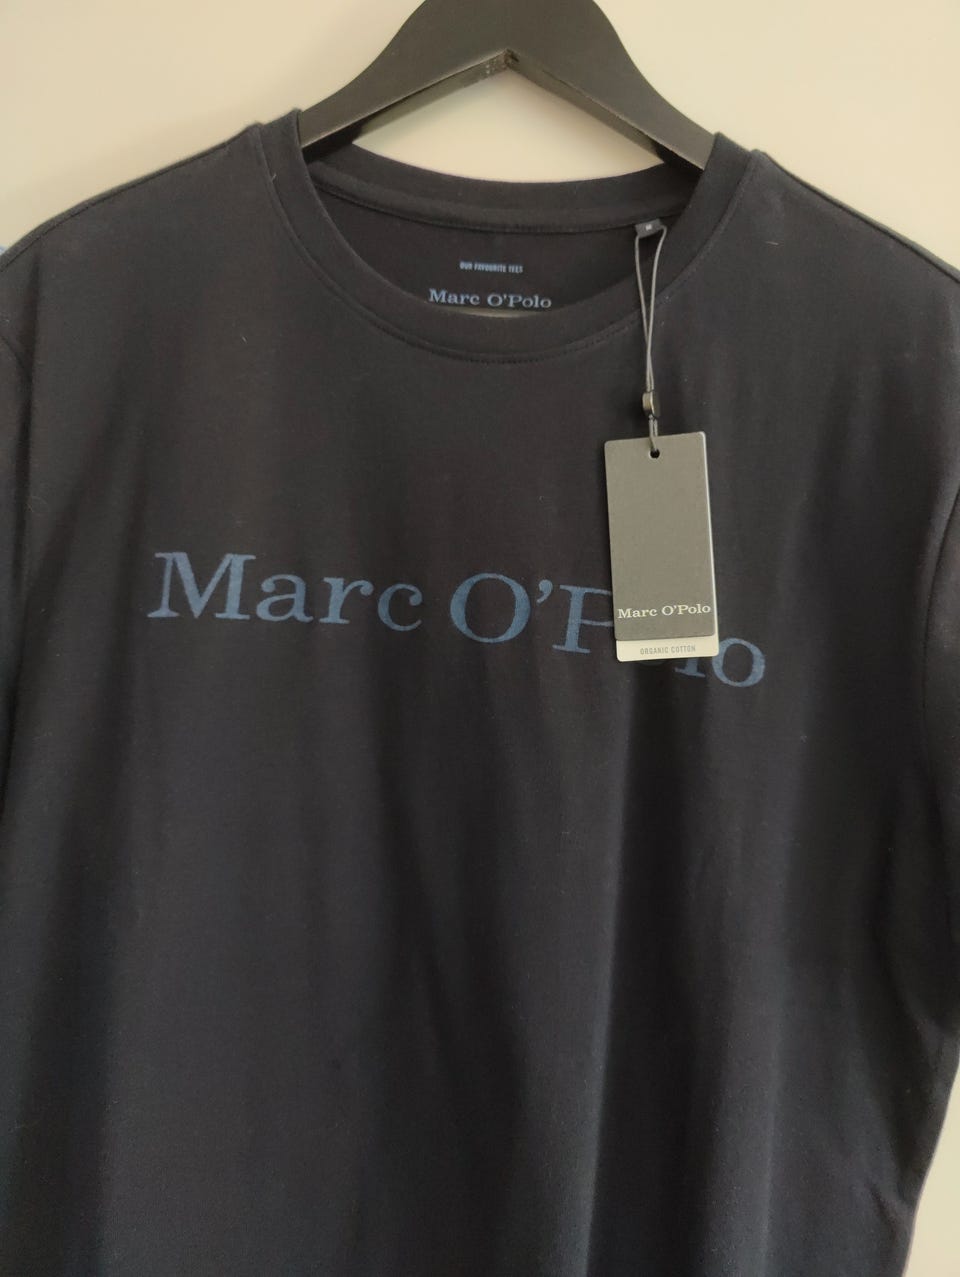 OUR FAVOURITE TEES
Marc O'Polo
Marc O'Polo
Marc O'Polo
ORGANIC COTTON